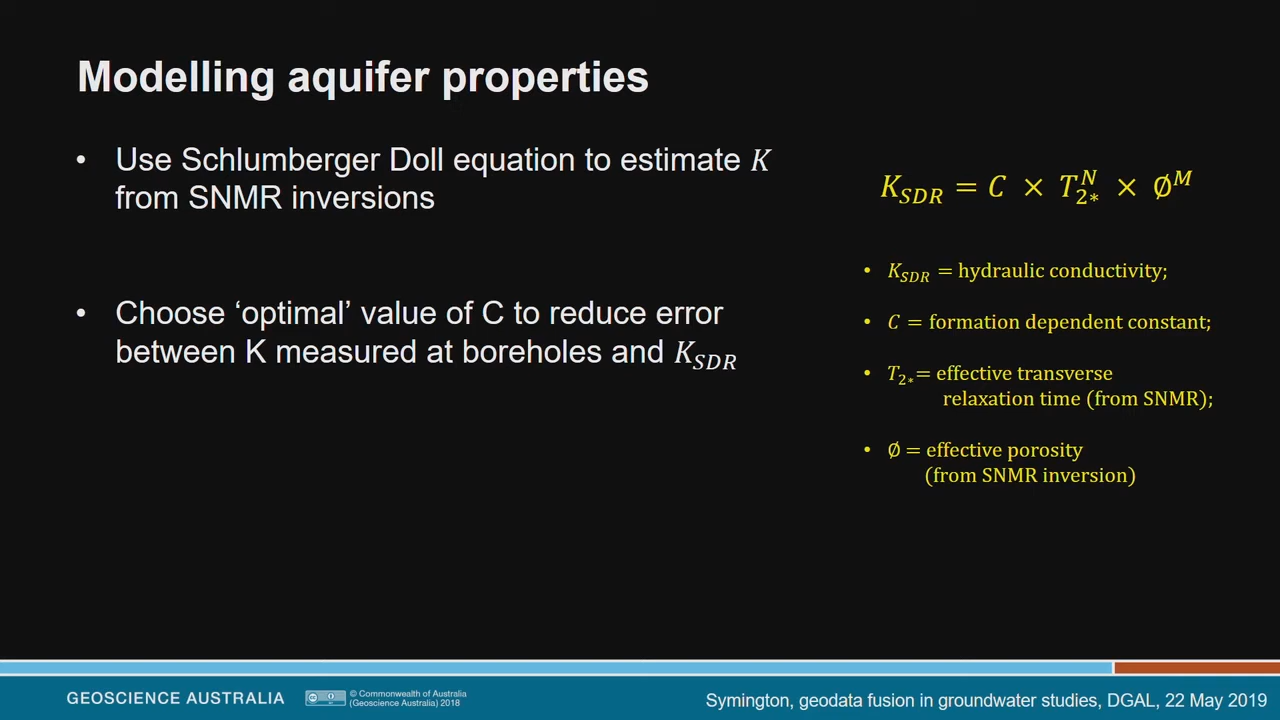 Modelling aquifer properties
• Use Schlumberger Doll equation to estimate K
from SNMR inversions
• Choose ‘optimal’ value of C to reduce error
between K measured at boreholes and K_SDR
K_SDR = C × T_2*^N × ∅^M
• K_SDR = hydraulic conductivity;
• C = formation dependent constant;
• T_2* = effective transverse
relaxation time (from SNMR);
• ∅ = effective porosity
(from SNMR inversion)
GEOSCIENCE AUSTRALIA
© Commonwealth of Australia
(Geoscience Australia) 2018
Symington, geodata fusion in groundwater studies, DGAL, 22 May 2019